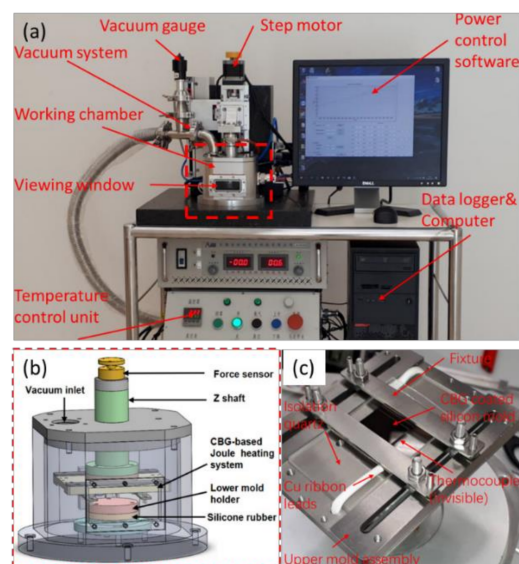 (a)
Vacuum gauge
Step motor
Power
control
software
Vacuum system
Working chamber
Viewing window
DELL
Data logger&
Computer
Temperature
control unit
(b)
Force sensor
Vacuum inlet
Z shaft
CBG-based
Joule heating
system
Lower mold
holder
Silicone rubber
(c)
Fixture
CBG-based
silicon mold
Isolation
quartz
Thermocouple
(invisible)
Cu ribbon
leads
Upper mold assembly